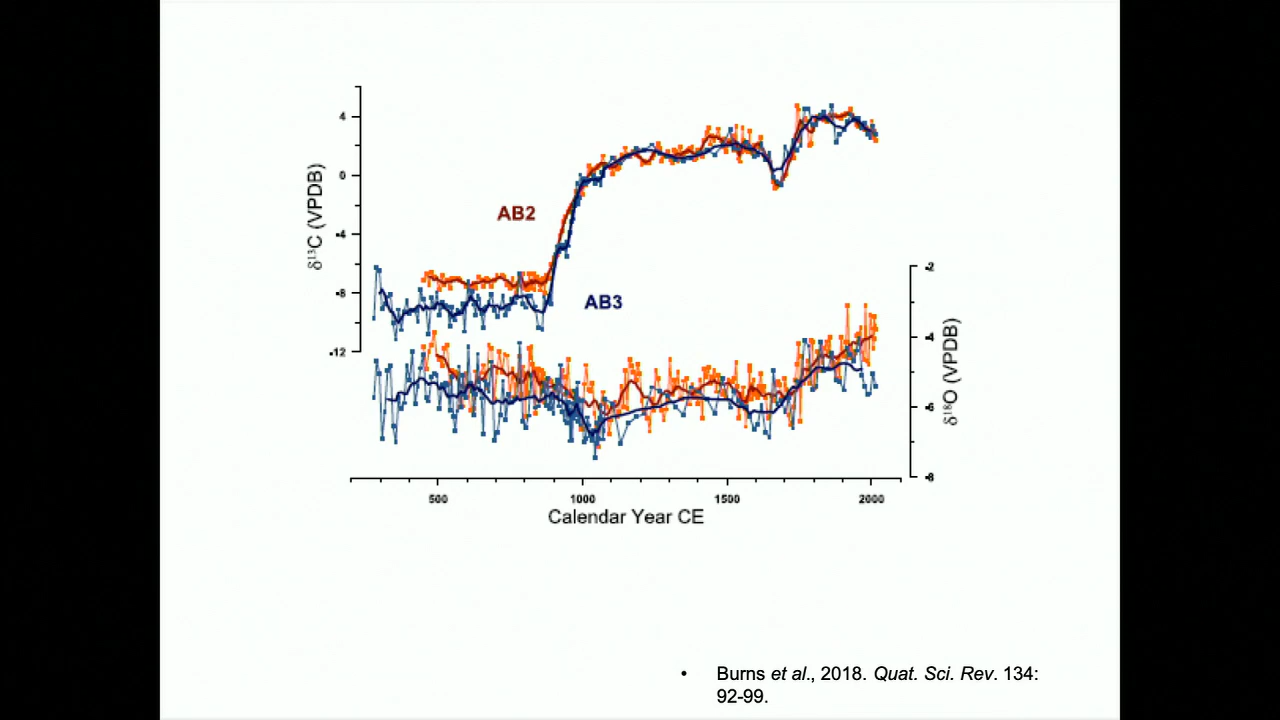 4
0
-4
-8
-12
δ¹³C (VPDB)
AB2
AB3
-2
-4
-6
-8
δ¹⁸O (VPDB)
500 1000 1500 2000
Calendar Year CE
• Burns et al., 2018. Quat. Sci. Rev. 134:
92-99.